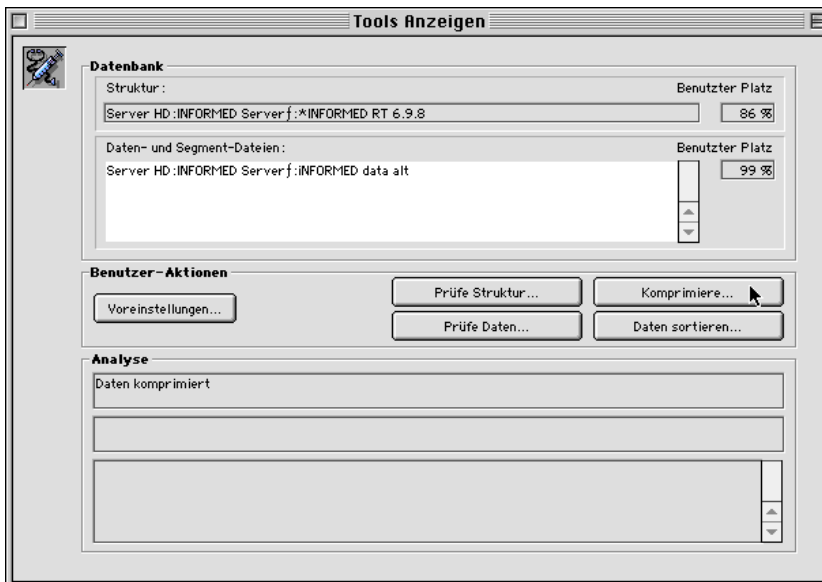 Tools Anzeigen
Datenbank
Struktur:
Benutzter Platz
Server HD:INFORMED Serverƒ:*INFORMED RT 6.9.8
86 %
Daten- und Segment-Dateien:
Benutzter Platz
Server HD:INFORMED Serverƒ:iNFORMED data alt
99 %
Benutzer-Aktionen
Voreinstellungen...
Prüfe Struktur...
Komprimiere...
Prüfe Daten...
Daten sortieren...
Analyse
Daten komprimiert